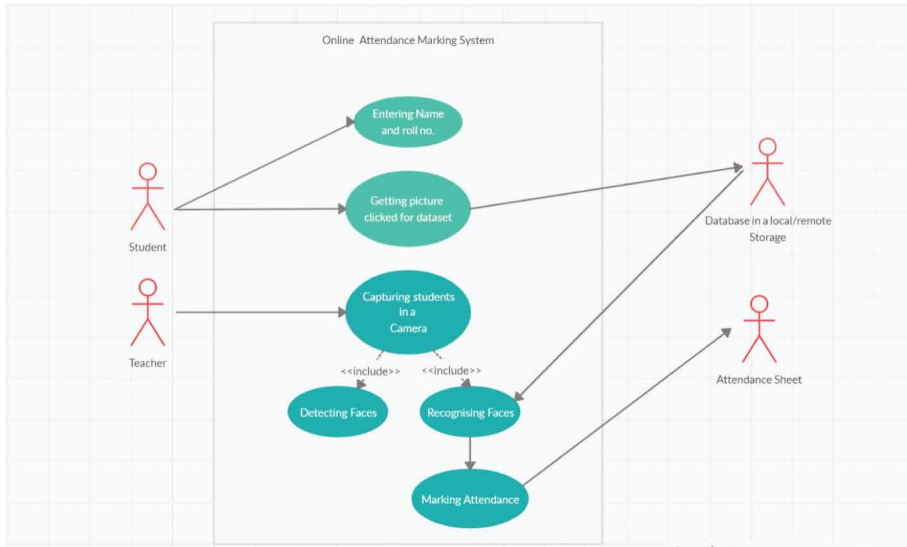 Online Attendance Marking System
Entering Name
and roll no.
Getting picture
clicked for dataset
Student
Database in a local/remote
Storage
Capturing students
in a
Camera
Teacher
<<include>>
<<include>>
Attendance Sheet
Detecting Faces
Recognising Faces
Marking Attendance